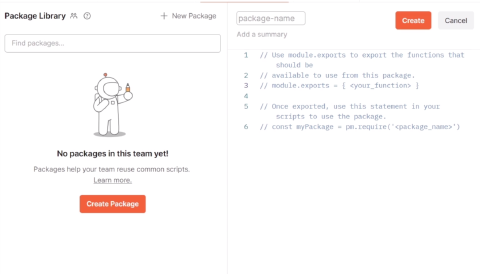 Package Library
+ New Package
Find packages...
No packages in this team yet!
Packages help your team reuse common scripts.
Learn more.
Create Package
package-name
Create
Cancel
Add a summary
1 // Use module.exports to export the functions that
should be
2 // available to use from this package.
3 // module.exports = [ <your_function> ]
4
5 // Once exported, use this statement in your
scripts to use the package.
6 // const myPackage = pm.require('<package_name>')